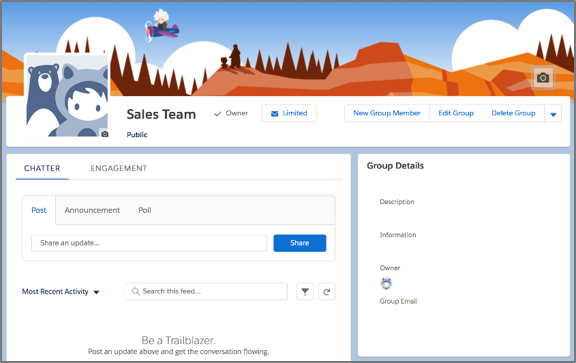 Sales Team
Owner
Limited
New Group Member
Edit Group
Delete Group
Public
CHATTER
ENGAGEMENT
Post
Announcement
Poll
Share an update...
Share
Most Recent Activity
Search this feed...
Be a Trailblazer.
Post an update above and get the conversation flowing.
Group Details
Description
Information
Owner
Group Email